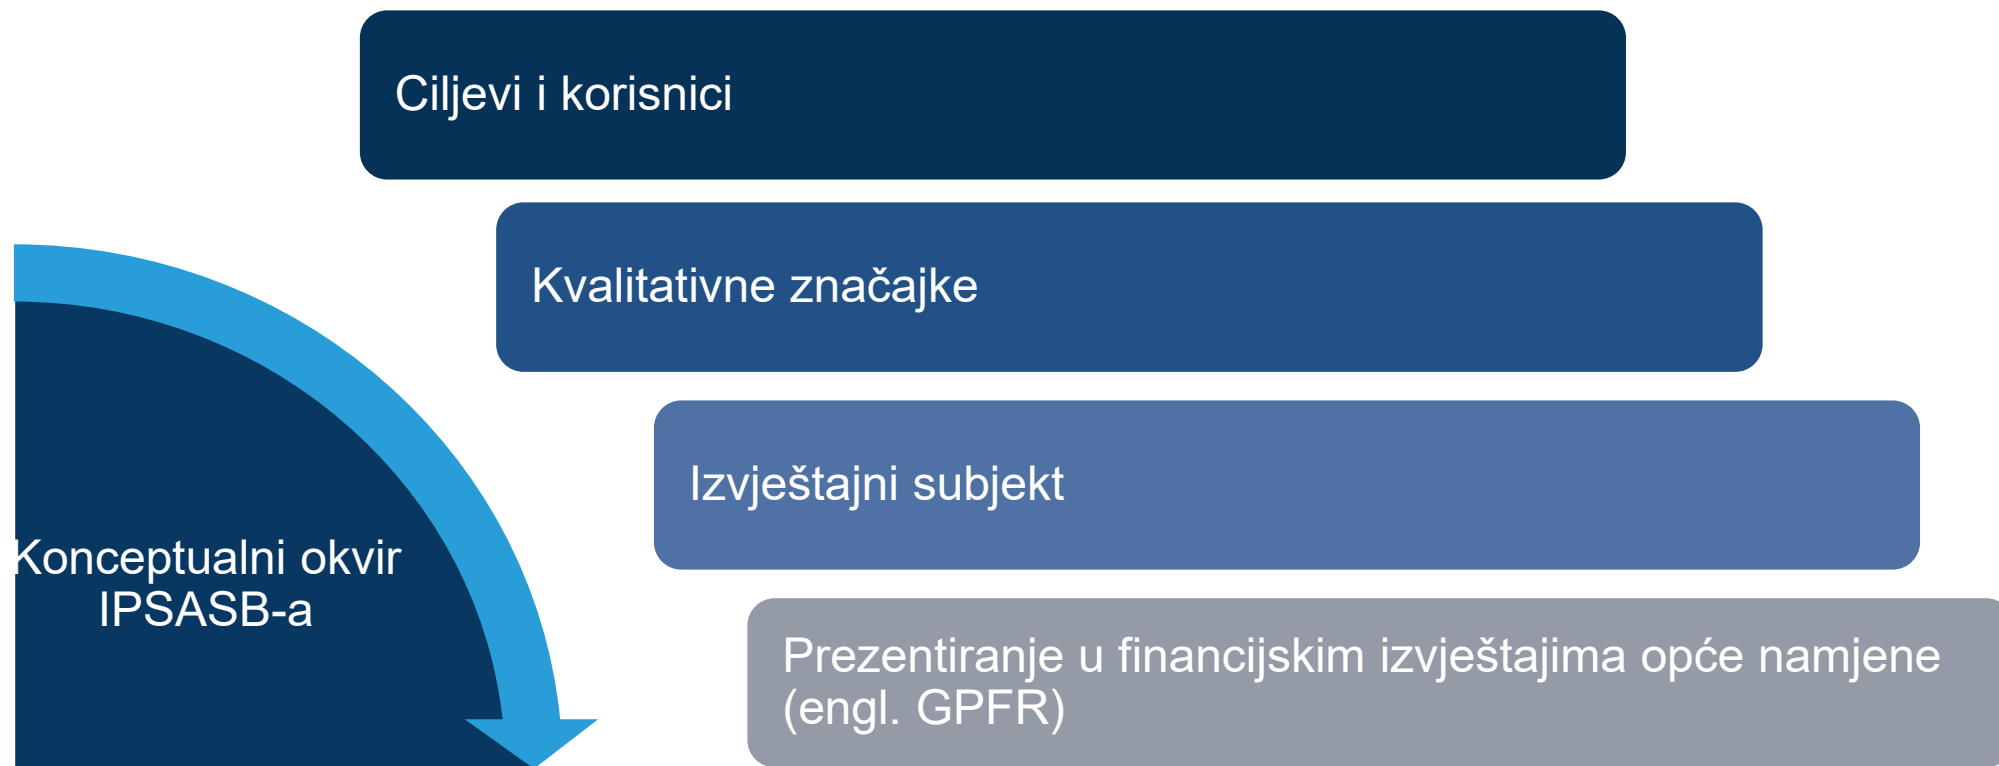 Ciljevi i korisnici
Kvalitativne značajke
Izvještajni subjekt
Konceptualni okvir
IPSASB-a
Prezentiranje u financijskim izvještajima opće namjene
(engl. GPFR)